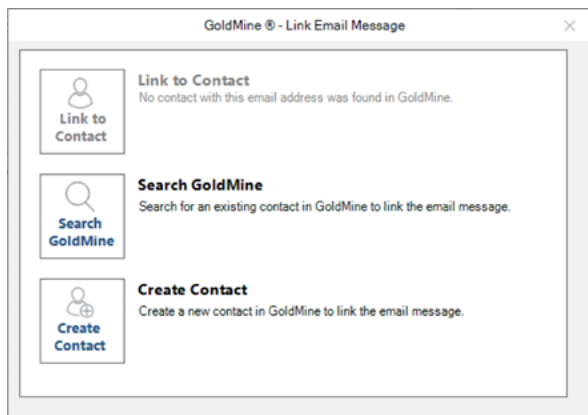 GoldMine ® - Link Email Message
Link to Contact
No contact with this email address was found in GoldMine.
Link to
Contact
Search GoldMine
Search for an existing contact in GoldMine to link the email message.
Search
GoldMine
Create Contact
Create a new contact in GoldMine to link the email message.
Create
Contact